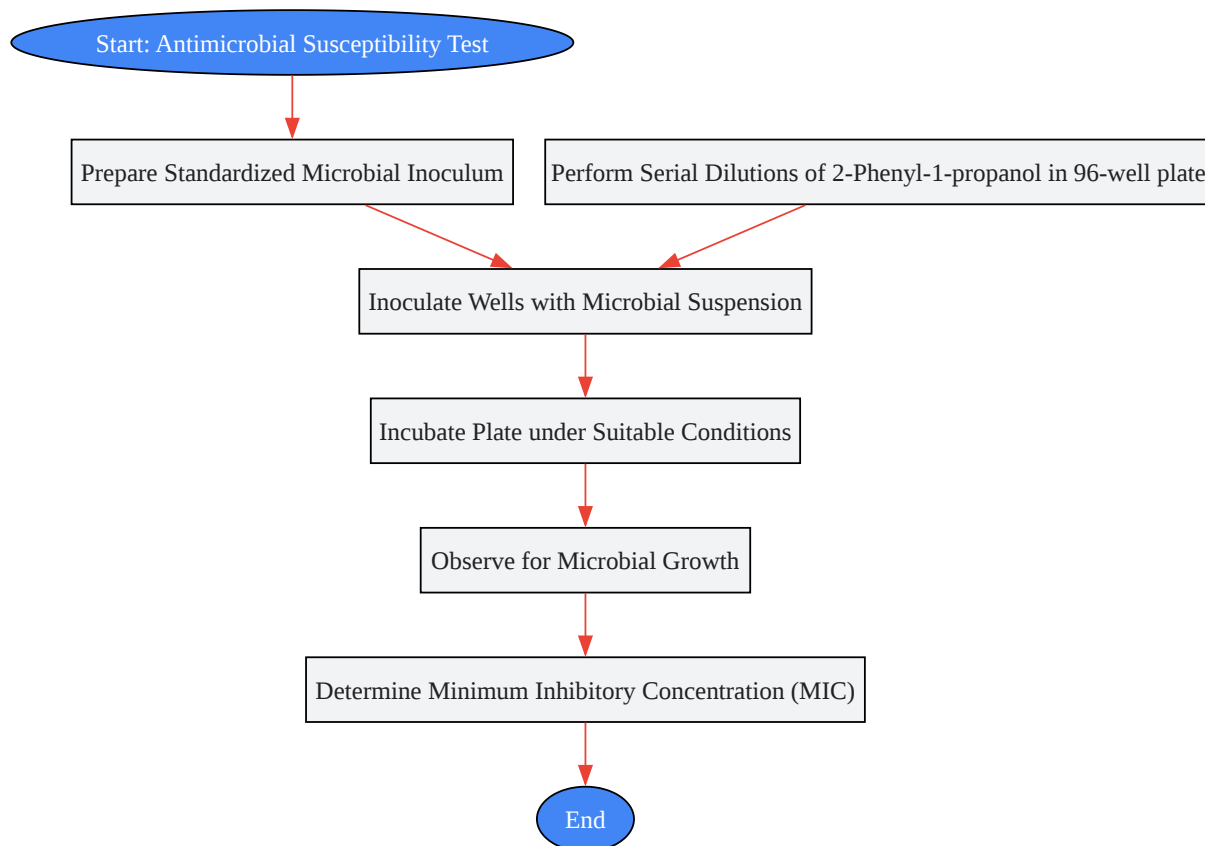 Start: Antimicrobial Susceptibility Test
Prepare Standardized Microbial Inoculum
Perform Serial Dilutions of 2-Phenyl-1-propanol in 96-well plate
Inoculate Wells with Microbial Suspension
Incubate Plate under Suitable Conditions
Observe for Microbial Growth
Determine Minimum Inhibitory Concentration (MIC)
End